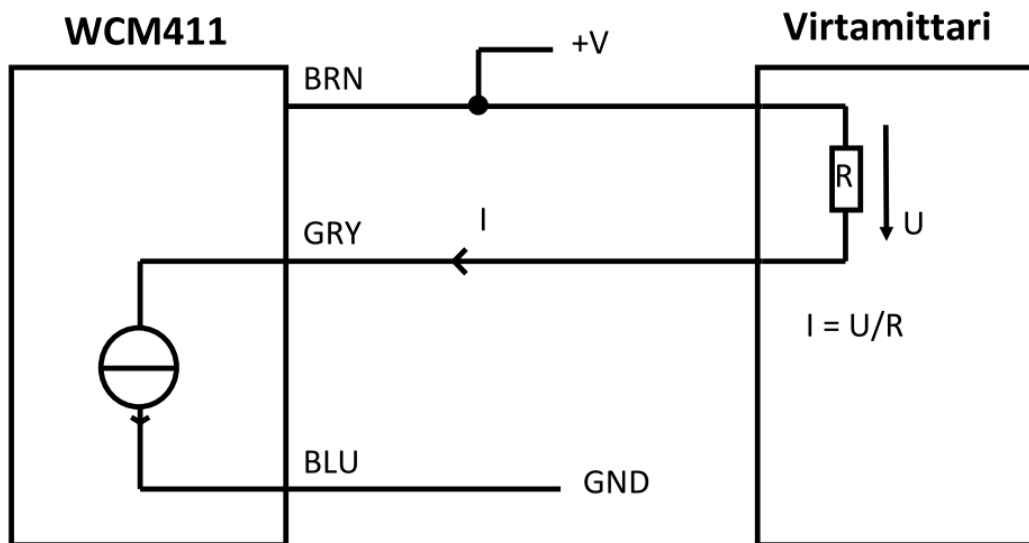 WCM411
Virtamittari
+V
BRN
R
U
GRY
I
I = U/R
BLU
GND